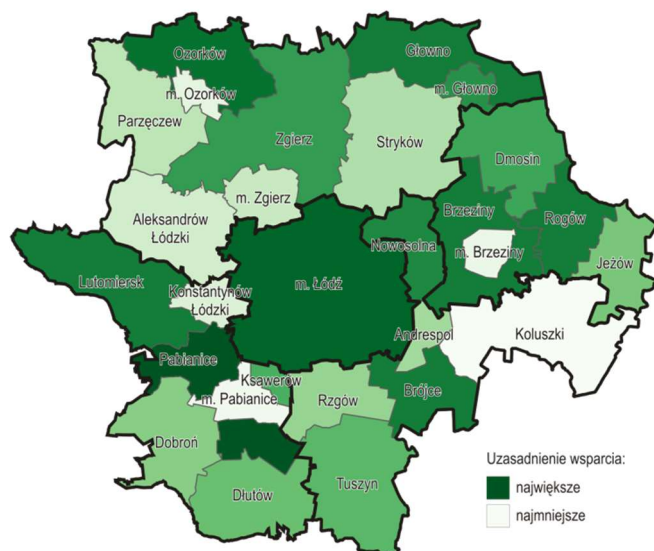 Ozorków
Głowno
m. Ozorków
m. Głowno
Parzęczew
Zgierz
Stryków
Dmosin
m. Zgierz
Aleksandrów
Łódzki
Brzeziny
Rogów
Nowosolna
m. Brzeziny
Jeżów
Lutomiersk
m. Łódź
Konstantynów
Łódzki
Andrespol
Koluszki
Pabianice
Ksawerów
m. Pabianice
Rzgów
Brójce
Dobroń
Dłutów
Tuszyn
Uzasadnienie wsparcia:
największe
najmniejsze